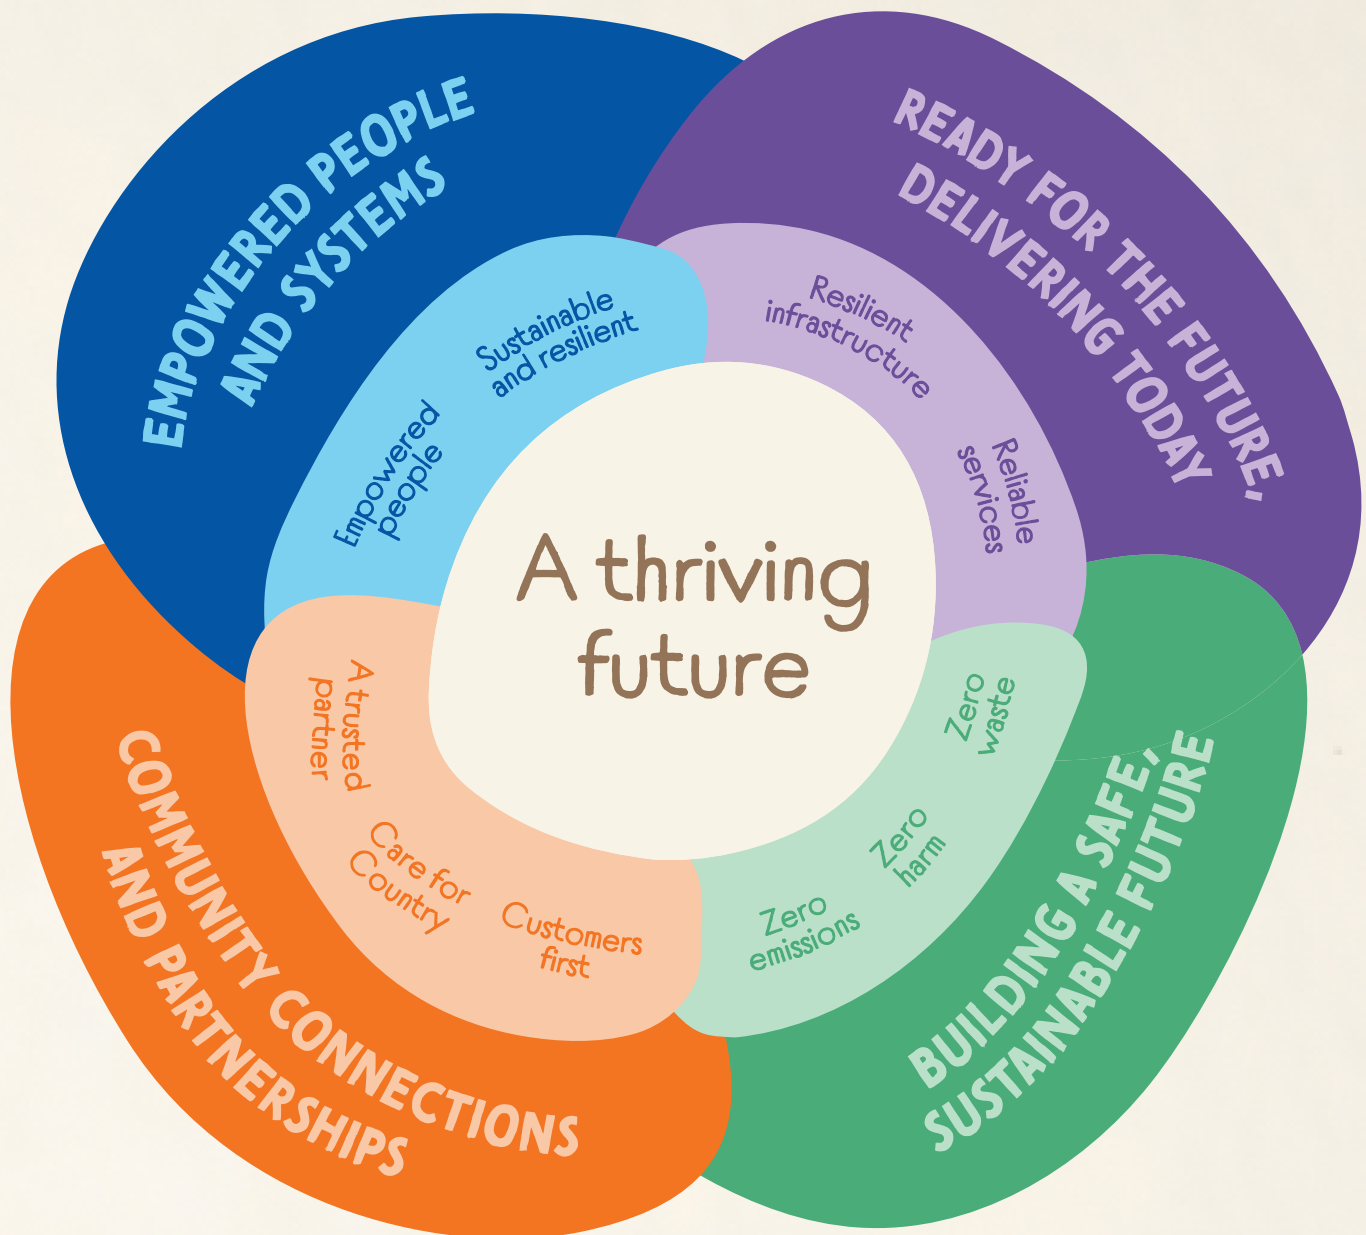 EMPOWERED PEOPLE
AND SYSTEMS
Empowered
people
Sustainable
and resilient
READY FOR THE FUTURE,
DELIVERING TODAY
Resilient
infrastructure
Reliable
services
A thriving
future
BUILDING A SAFE,
SUSTAINABLE FUTURE
Zero
waste
Zero
harm
Zero
emissions
COMMUNITY CONNECTIONS
AND PARTNERSHIPS
A trusted
partner
Care for
Country
Customers
first